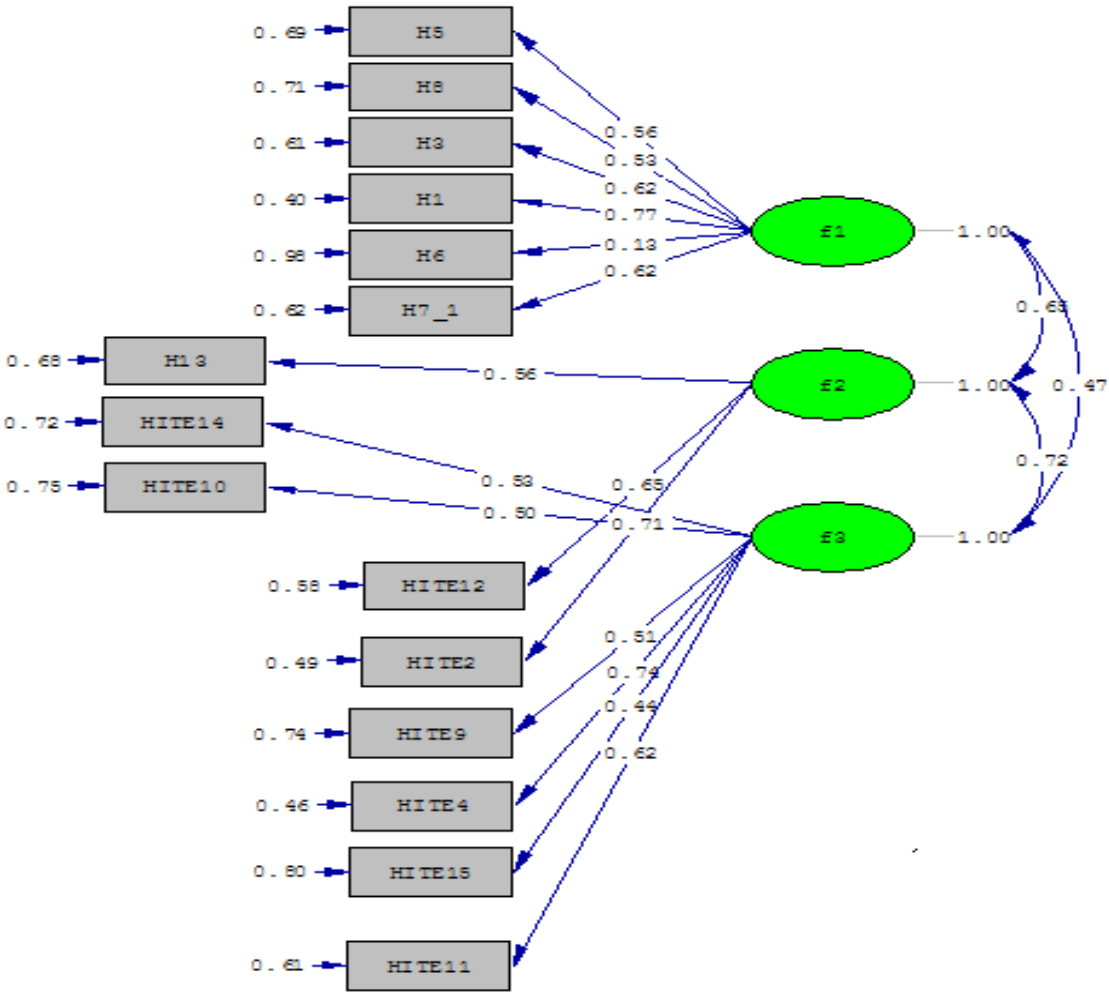 0.69 H5
0.71 H8
0.61 H3
0.40 H1
0.98 H6
0.62 H7_1
0.68 H13
0.72 HITE14
0.75 HITE10
0.58 HITE12
0.49 HITE2
0.74 HITE9
0.46 HITE4
0.80 HITE15
0.61 HITE11
0.56
0.53
0.62
0.77
0.13
0.62
0.56
0.53
0.50
0.65
0.71
0.51
0.74
0.44
0.62
f1 1.00
f2 1.00
f3 1.00
0.47
0.72